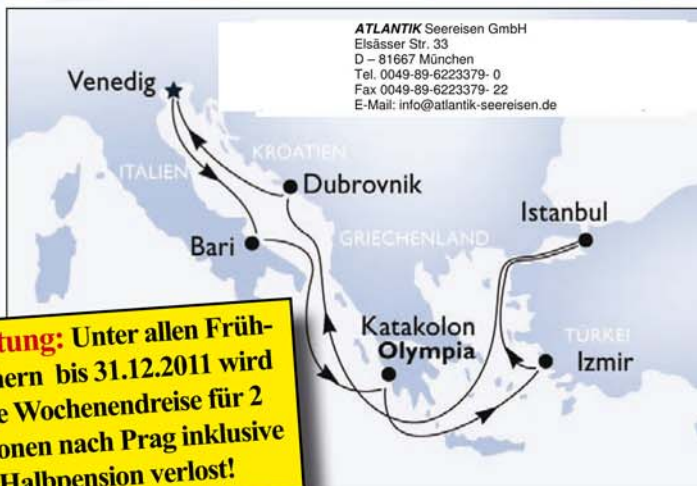 ATLANTIK Seereisen GmbH
Elsässer Str. 33
D – 81667 München
Tel. 0049-89-6223379- 0
Fax 0049-89-6223379- 22
E-Mail: info@atlantik-seereisen.de
Venedig
KROATIEN
ITALIEN
Dubrovnik
Istanbul
Bari
GRIECHENLAND
Katakolon
Olympia
TÜRKEI
Izmir
tung: Unter allen Früh-
nern bis 31.12.2011 wird
e Wochenendreise für 2
onen nach Prag inklusive
Halbpension verlost!